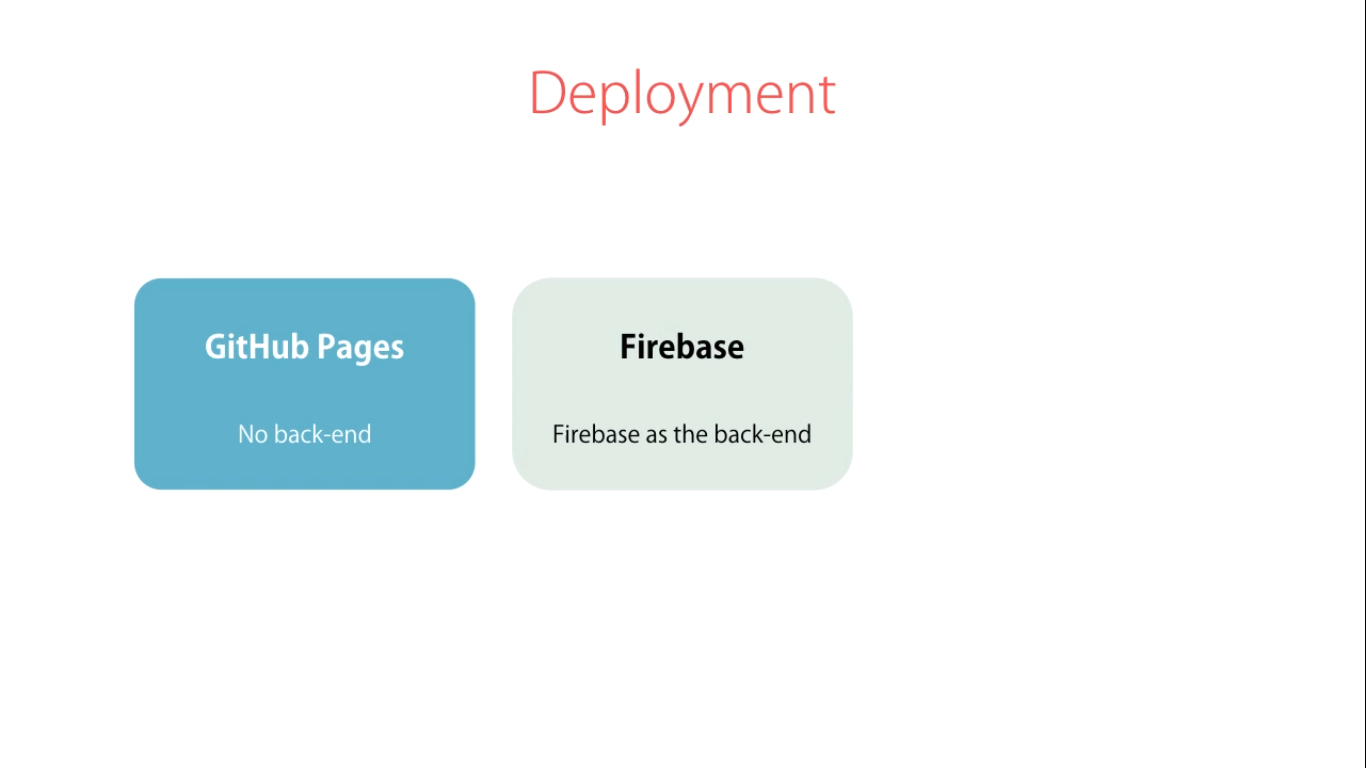 Deployment
GitHub Pages
No back-end
Firebase
Firebase as the back-end